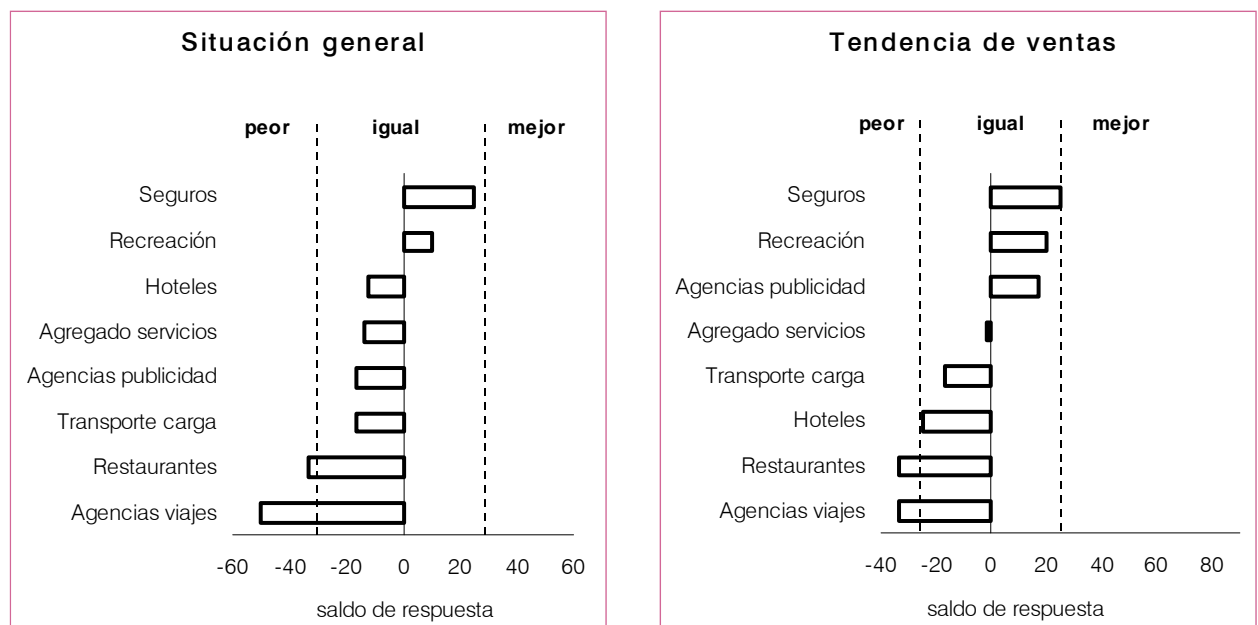 Situación general
peor igual mejor
Seguros
Recreación
Hoteles
Agregado servicios
Agencias publicidad
Transporte carga
Restaurantes
Agencias viajes
-60 -40 -20 0 20 40 60
saldo de respuesta
Tendencia de ventas
peor igual mejor
Seguros
Recreación
Agencias publicidad
Agregado servicios
Transporte carga
Hoteles
Restaurantes
Agencias viajes
-40 -20 0 20 40 60 80
saldo de respuesta